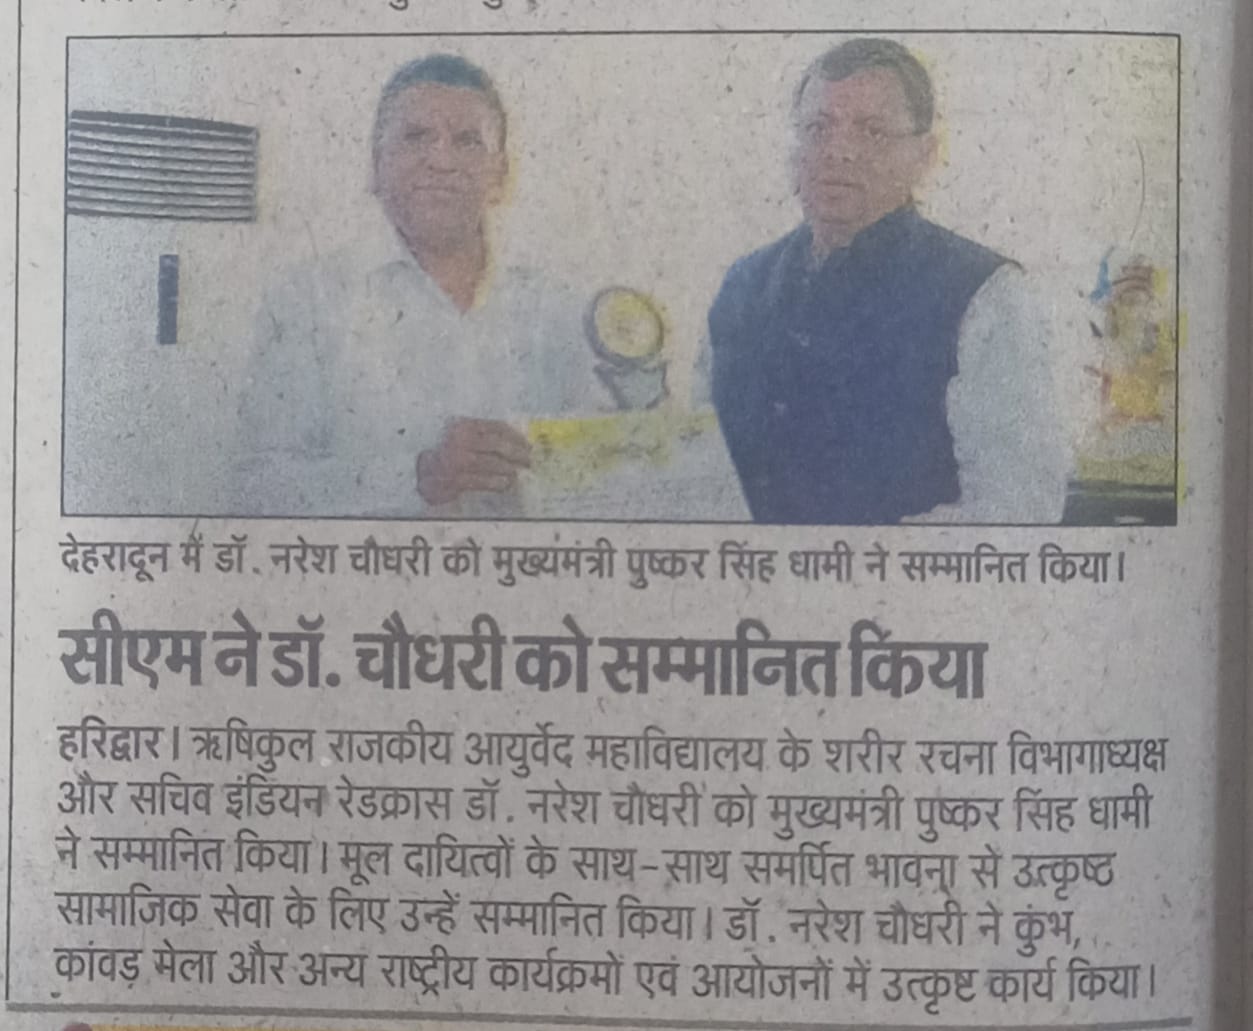 देहरादून में डॉ. नरेश चौधरी को मुख्यमंत्री पुष्कर सिंह धामी ने सम्मानित किया।
सीएम ने डॉ. चौधरी को सम्मानित किया
हरिद्वार। ऋषिकुल राजकीय आयुर्वेद महाविद्यालय के शरीर रचना विभागाध्यक्ष
और सचिव इंडियन रेडक्रास डॉ. नरेश चौधरी को मुख्यमंत्री पुष्कर सिंह धामी
ने सम्मानित किया। मूल दायित्वों के साथ-साथ समर्पित भावना से उत्कृष्ट
सामाजिक सेवा के लिए उन्हें सम्मानित किया। डॉ. नरेश चौधरी ने कुंभ,
कांवड़ मेला और अन्य राष्ट्रीय कार्यक्रमों एवं आयोजनों में उत्कृष्ट कार्य किया।